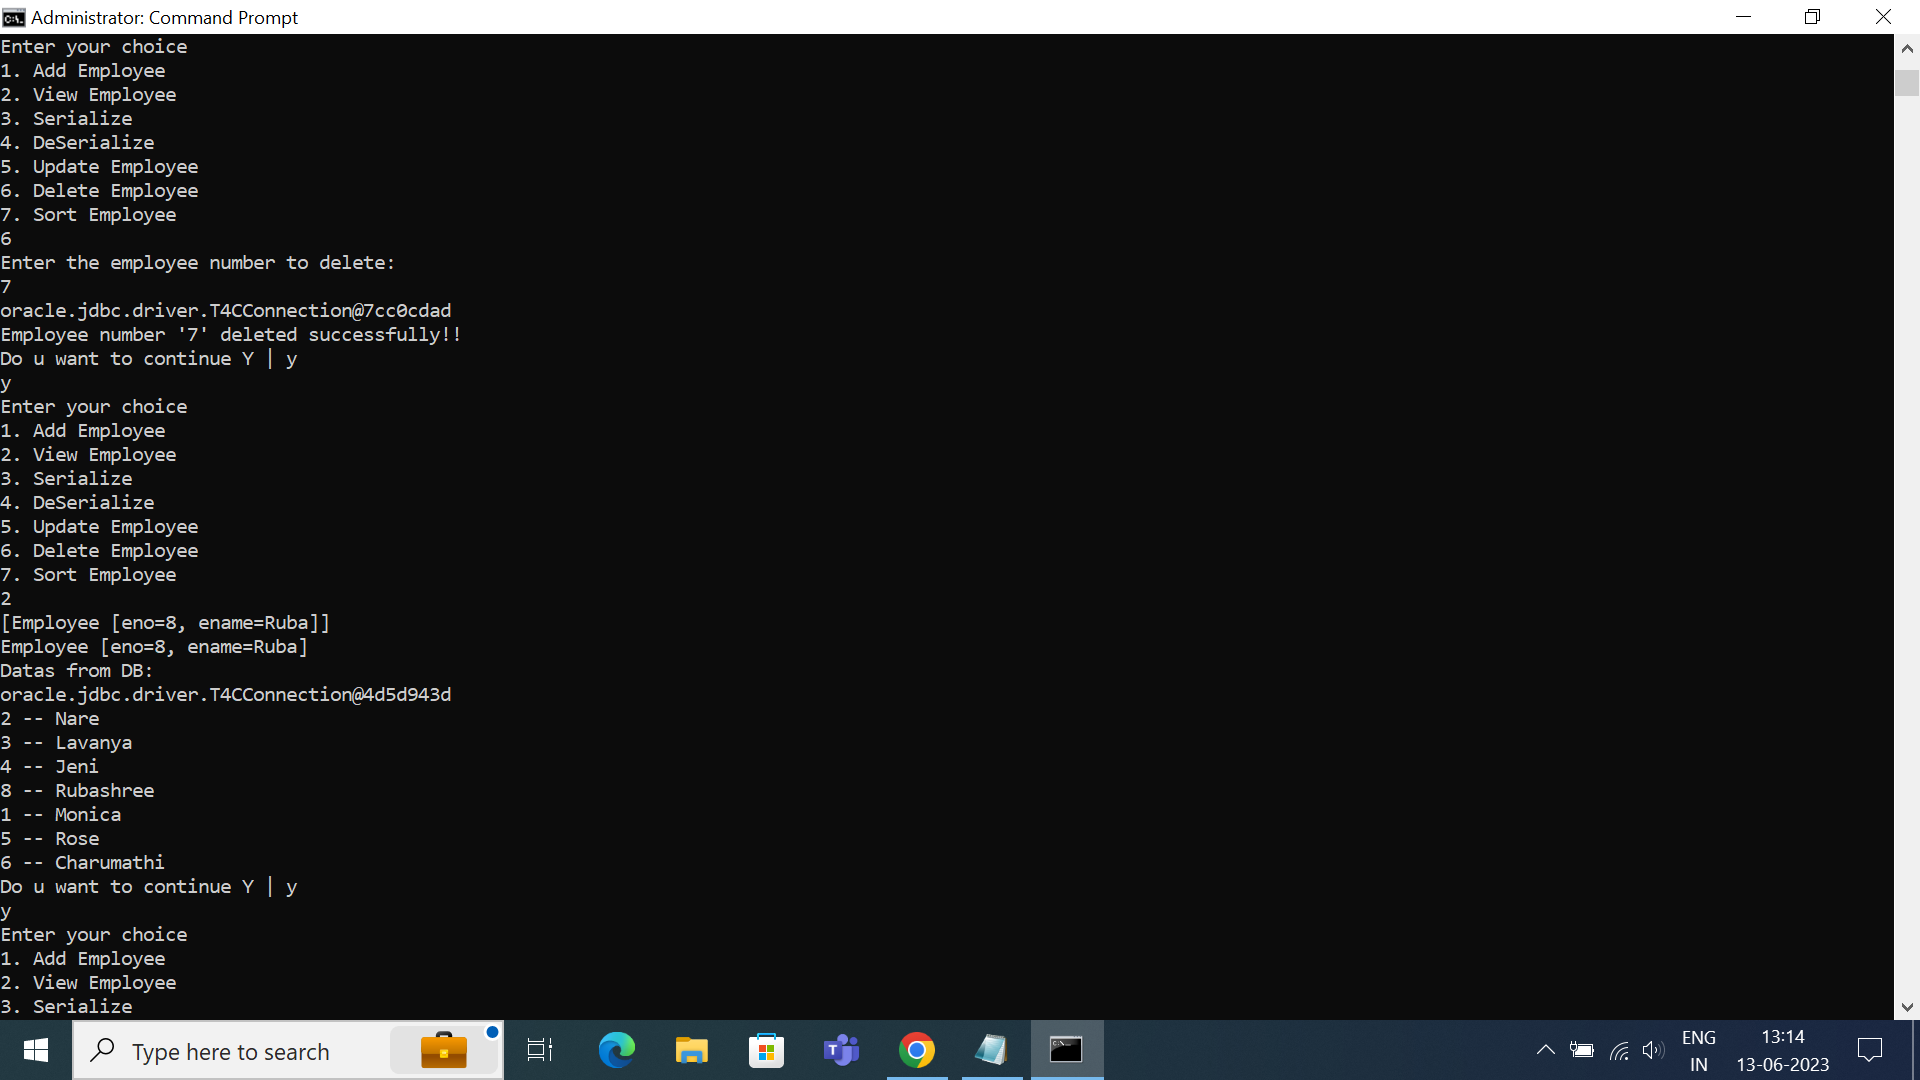 Administrator: Command Prompt
Enter your choice
1. Add Employee
2. View Employee
3. Serialize
4. DeSerialize
5. Update Employee
6. Delete Employee
7. Sort Employee
6
Enter the employee number to delete:
7
oracle.jdbc.driver.T4CConnection@7cc0cdad
Employee number '7' deleted successfully!!
Do u want to continue Y | y
y
Enter your choice
1. Add Employee
2. View Employee
3. Serialize
4. DeSerialize
5. Update Employee
6. Delete Employee
7. Sort Employee
2
[Employee [eno=8, ename=Ruba]]
Employee [eno=8, ename=Ruba]
Datas from DB:
oracle.jdbc.driver.T4CConnection@4d5d943d
2 -- Nare
3 -- Lavanya
4 -- Jeni
8 -- Rubashree
1 -- Monica
5 -- Rose
6 -- Charumathi
Do u want to continue Y | y
y
Enter your choice
1. Add Employee
2. View Employee
3. Serialize
Type here to search
ENG
IN
13:14
13-06-2023